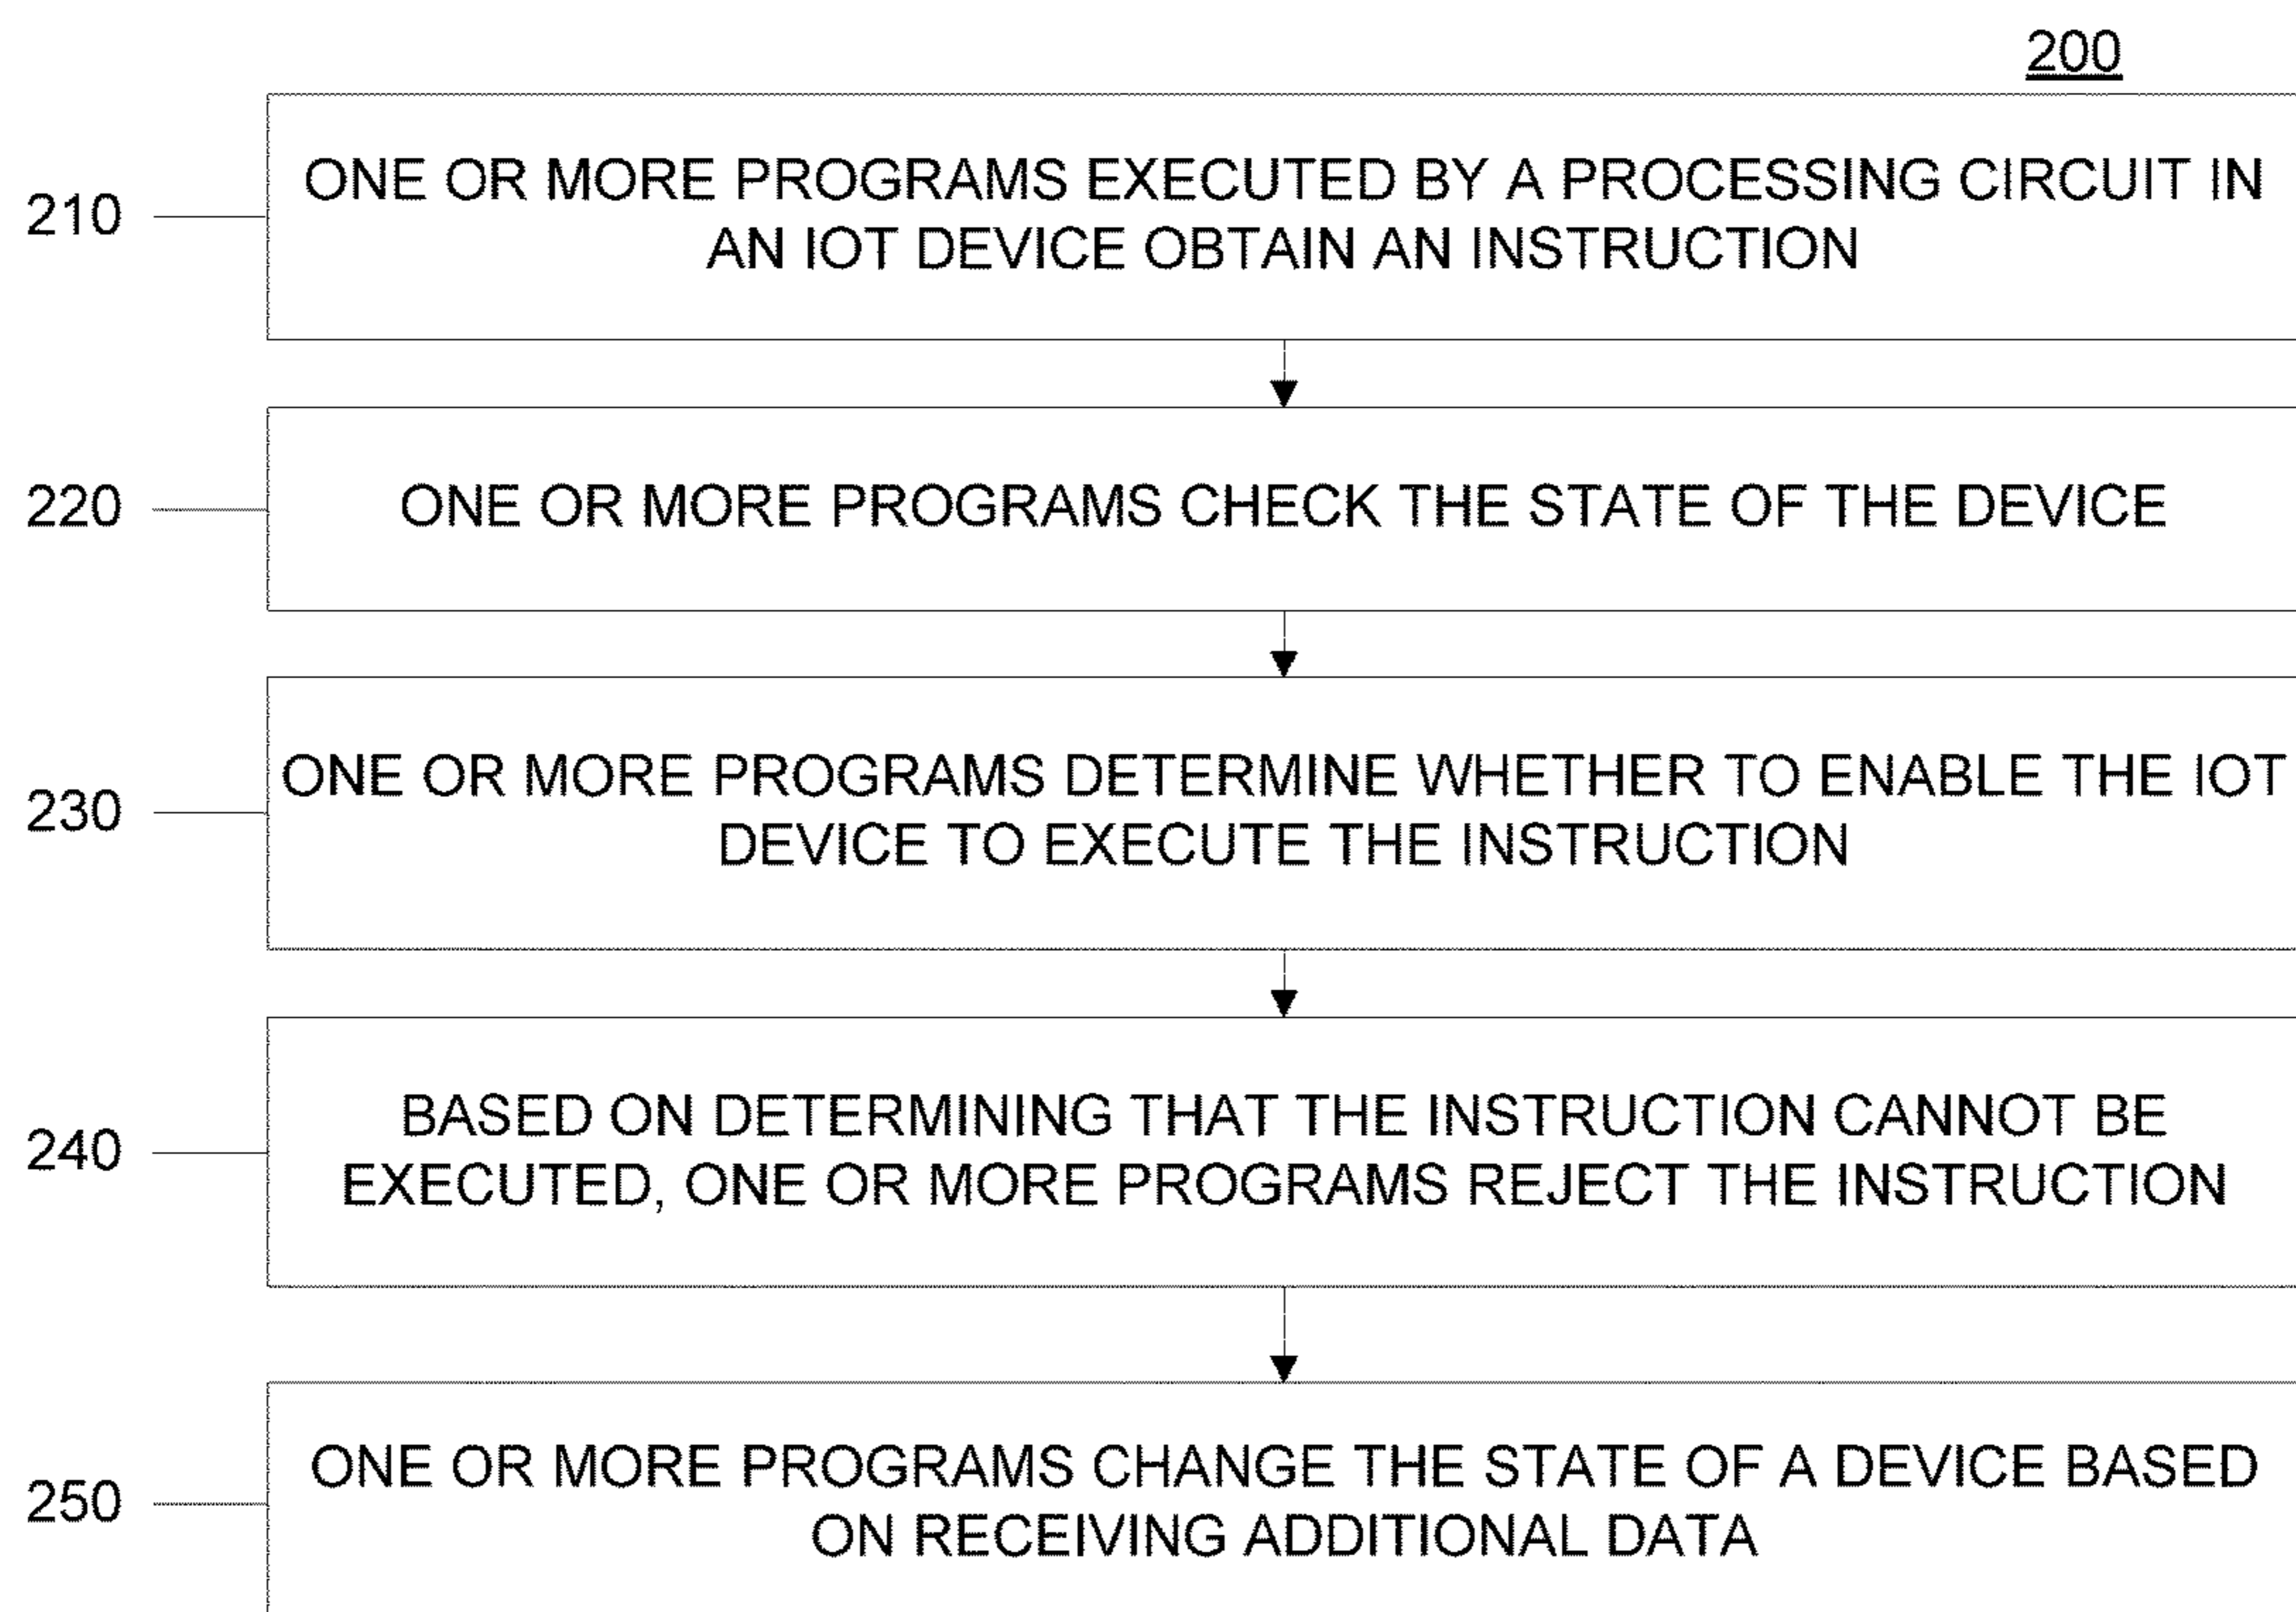 200
210
ONE OR MORE PROGRAMS EXECUTED BY A PROCESSING CIRCUIT IN
AN IOT DEVICE OBTAIN AN INSTRUCTION
220
ONE OR MORE PROGRAMS CHECK THE STATE OF THE DEVICE
230
ONE OR MORE PROGRAMS DETERMINE WHETHER TO ENABLE THE IOT
DEVICE TO EXECUTE THE INSTRUCTION
240
BASED ON DETERMINING THAT THE INSTRUCTION CANNOT BE
EXECUTED, ONE OR MORE PROGRAMS REJECT THE INSTRUCTION
250
ONE OR MORE PROGRAMS CHANGE THE STATE OF A DEVICE BASED
ON RECEIVING ADDITIONAL DATA